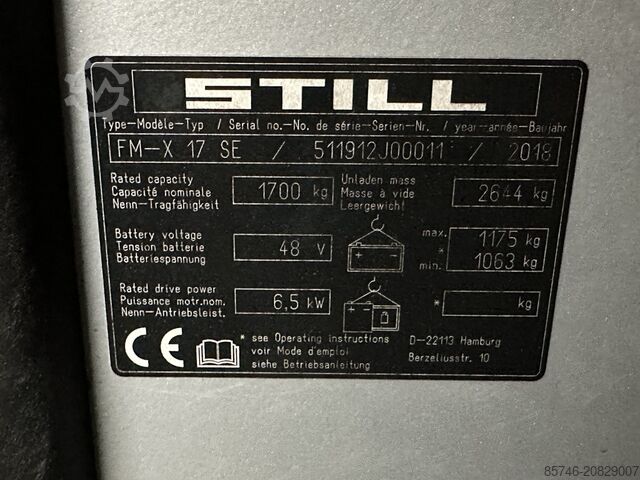 STILL
Type-Modèle-Typ / Serial no.-No. de série-Serien-Nr. / year-année-Baujahr
FM-X 17 SE / 511912J00011 / 2018
Rated capacity
Capacité nominale
Nenn-Tragfähigkeit
1700 kg
Unladen mass
Masse à vide
Leergewicht
2644 kg
Battery voltage
Tension batterie
Batteriespannung
48 V
max. 1175 kg
*
min. 1063 kg
Rated drive power
Puissance motr.nom.
Nenn-Antriebsleist.
6,5 kW
* kg
CE
* see Operating instructions
voir Mode d'emploi
siehe Betriebsanleitung
D-22113 Hamburg
Berzeliusstr. 10
85746-20829007